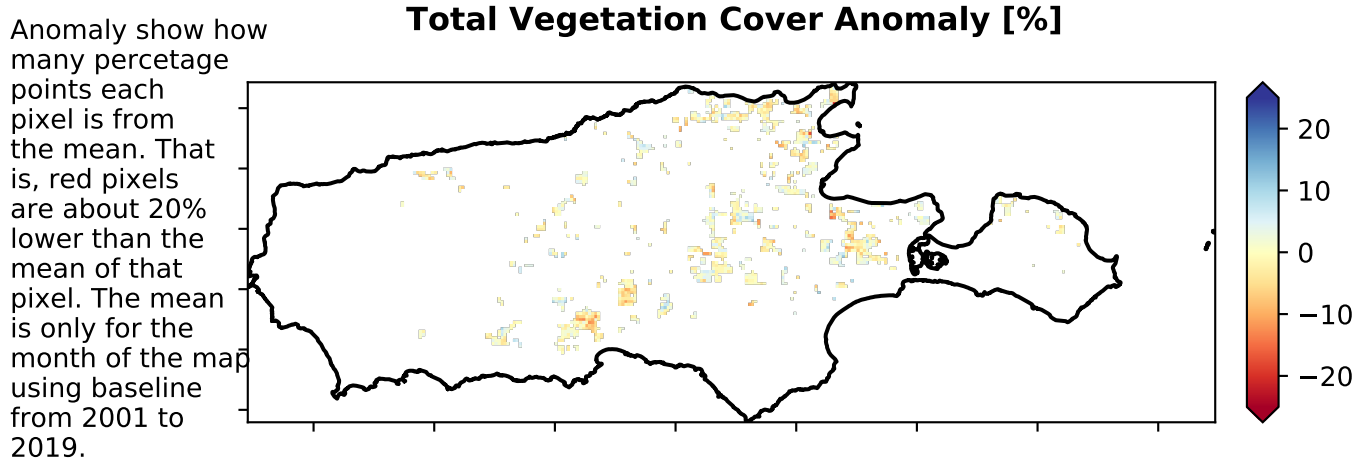 Total Vegetation Cover Anomaly [%]
Anomaly show how
many percetage
points each
pixel is from
the mean. That
is, red pixels
are about 20%
lower than the
mean of that
pixel. The mean
is only for the
month of the map
using baseline
from 2001 to
2019.
20
10
0
−10
−20